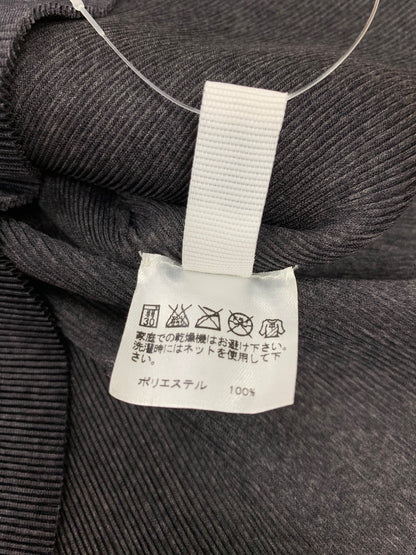 30
家庭での乾燥機はお避け下さい。
洗濯時にはネットを使用して下
さい。
ポリエステル 100%